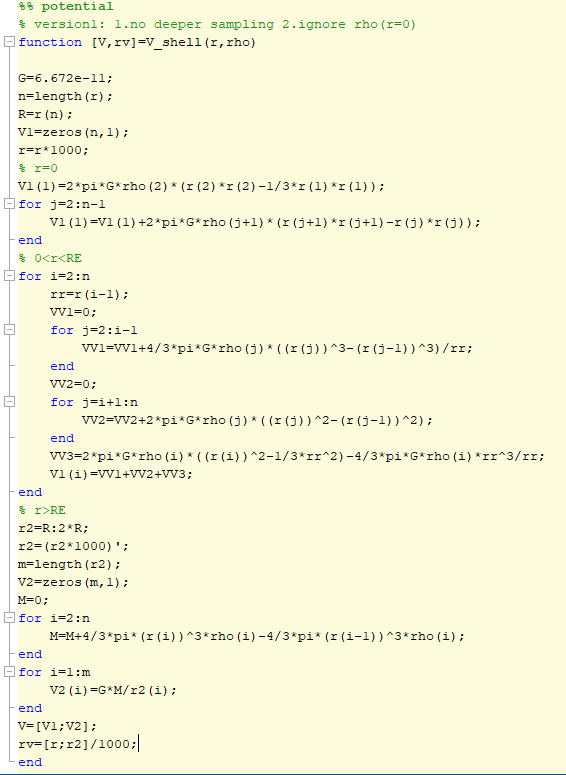 %% potential
% version1: 1.no deeper sampling 2.ignore rho(r=0)
function [V,rv]=V_shell(r,rho)
G=6.672e-11;
n=length(r);
R=r(n);
V1=zeros(n,1);
r=r*1000;
% r=0
V1(1)=2*pi*G*rho(2)*(r(2)*r(2)-1/3*r(1)*r(1));
for j=2:n-1
V1(1)=V1(1)+2*pi*G*rho(j+1)*(r(j+1)*r(j+1)-r(j)*r(j));
end
% 0<r<RE
for i=2:n
rr=r(i-1);
VV1=0;
for j=2:i-1
VV1=VV1+4/3*pi*G*rho(j)*((r(j))^3-(r(j-1))^3)/rr;
end
VV2=0;
for j=i+1:n
VV2=VV2+2*pi*G*rho(j)*((r(j))^2-(r(j-1))^2);
end
VV3=2*pi*G*rho(i)*((r(i))^2-1/3*rr^2)-4/3*pi*G*rho(i)*rr^3/rr;
V1(i)=VV1+VV2+VV3;
end
% r>RE
r2=R:2*R;
r2=(r2*1000)';
m=length(r2);
V2=zeros(m,1);
M=0;
for i=2:n
M=M+4/3*pi*(r(i))^3*rho(i)-4/3*pi*(r(i-1))^3*rho(i);
end
for i=1:m
V2(i)=G*M/r2(i);
end
V=[V1;V2];
rv=[r;r2]/1000;
end